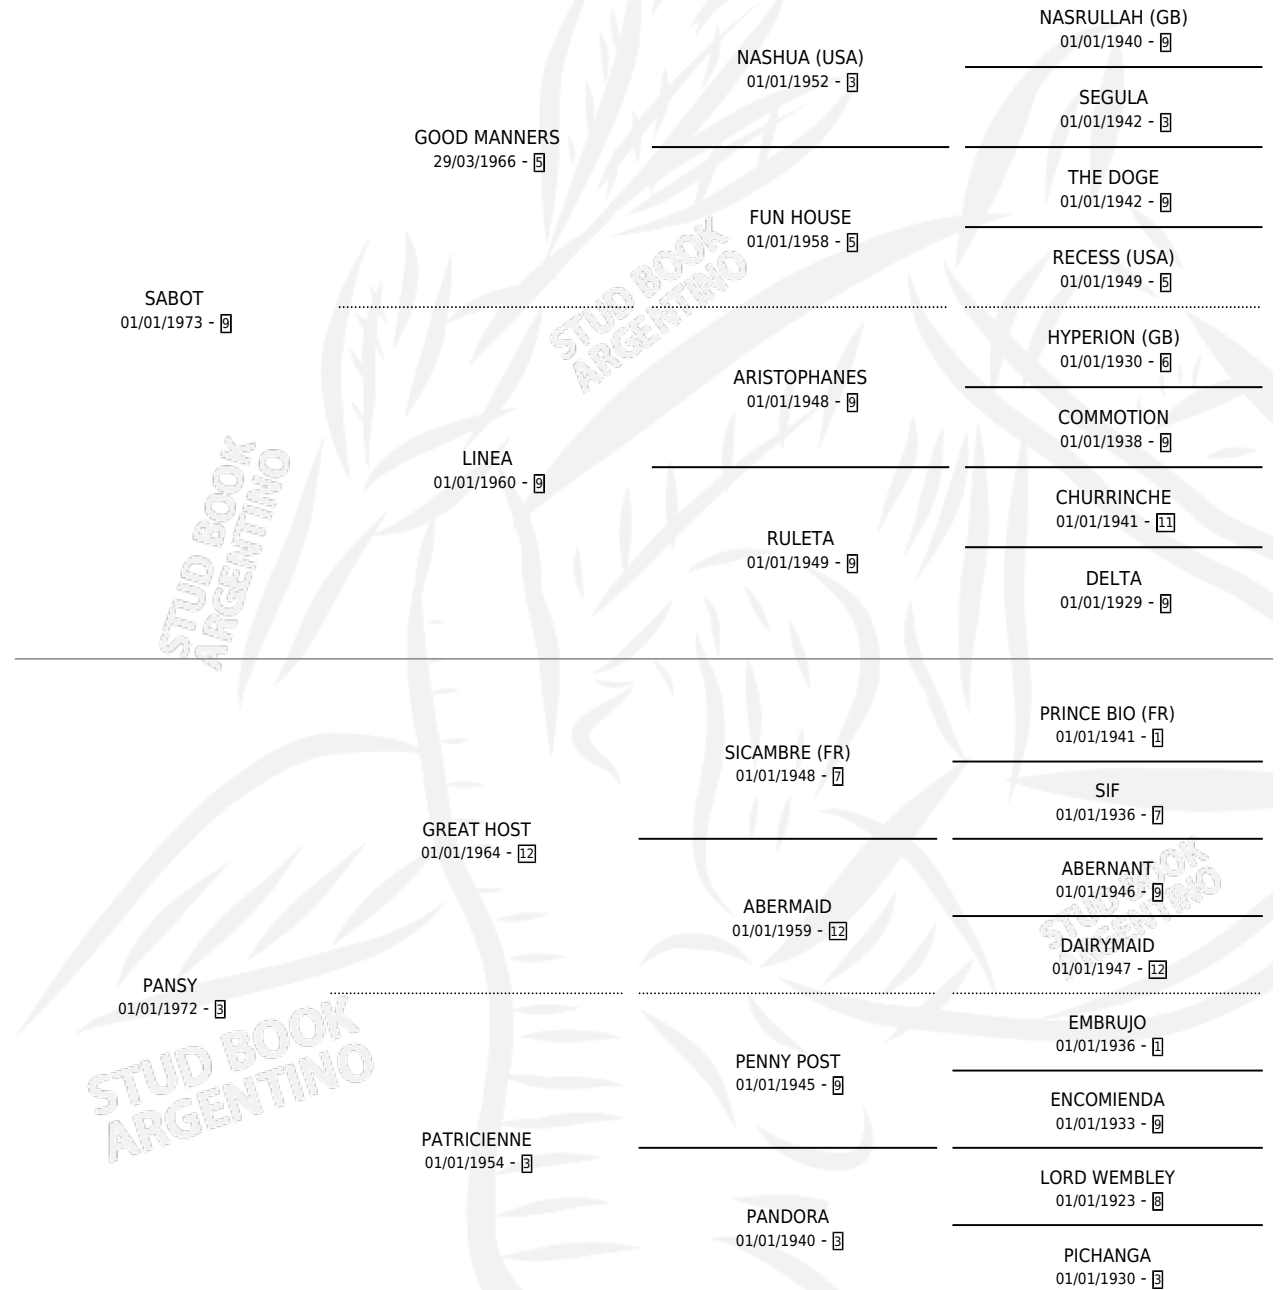 NASRULLAH (GB)
01/01/1940 - 9
NASHUA (USA)
01/01/1952 - 3
SEGULA
01/01/1942 - 3
GOOD MANNERS
29/03/1966 - 5
THE DOGE
01/01/1942 - 9
FUN HOUSE
01/01/1958 - 5
RECESS (USA)
01/01/1949 - 5
SABOT
01/01/1973 - 9
HYPERION (GB)
01/01/1930 - 6
ARISTOPHANES
01/01/1948 - 9
COMMOTION
01/01/1938 - 9
LINEA
01/01/1960 - 9
CHURRINCHE
01/01/1941 - 11
RULETA
01/01/1949 - 9
DELTA
01/01/1929 - 9
PRINCE BIO (FR)
01/01/1941 - 1
SICAMBRE (FR)
01/01/1948 - 7
SIF
01/01/1936 - 7
GREAT HOST
01/01/1964 - 12
ABERNANT
01/01/1946 - 9
ABERMAID
01/01/1959 - 12
DAIRYMAID
01/01/1947 - 12
PANSY
01/01/1972 - 3
EMBRUJO
01/01/1936 - 1
PENNY POST
01/01/1945 - 9
ENCOMIENDA
01/01/1933 - 9
PATRICIENNE
01/01/1954 - 3
LORD WEMBLEY
01/01/1923 - 8
PANDORA
01/01/1940 - 3
PICHANGA
01/01/1930 - 3
STUD BOOK
ARGENTINO
STUD BOOK
ARGENTINO
STUD BOOK
ARGENTINO
STUD BOOK
ARGENTINO